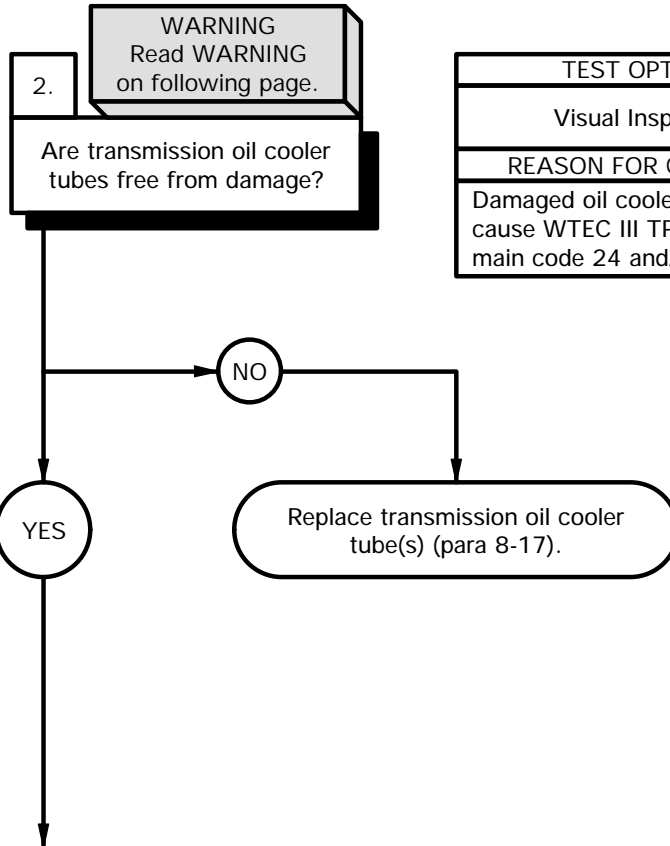 WARNING
Read WARNING
on following page.
2.
Are transmission oil cooler
tubes free from damage?
TEST OPT
Visual Insp
REASON FOR
Damaged oil coole
cause WTEC III
main code 24 and
NO
YES
Replace transmission oil cooler
tube(s) (para 8-17).